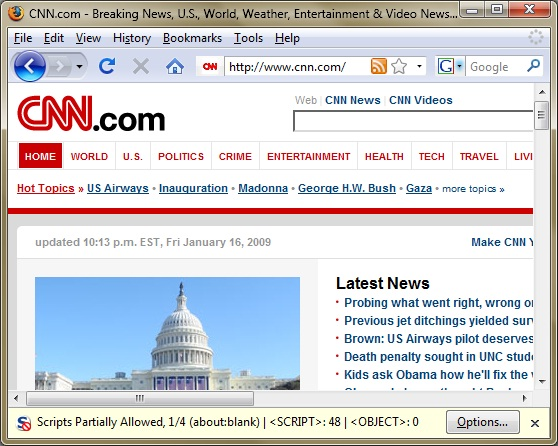 CNN.com - Breaking News, U.S., World, Weather, Entertainment & Video News...
File Edit View History Bookmarks Tools Help
CNN http://www.cnn.com/ G Google
CNN.com
Web | CNN News | CNN Videos
HOME WORLD U.S. POLITICS CRIME ENTERTAINMENT HEALTH TECH TRAVEL LIVI
Hot Topics » US Airways • Inauguration • Madonna • George H.W. Bush • Gaza • more topics »
updated 10:13 p.m. EST, Fri January 16, 2009
Make CNN Y
Latest News
Probing what went right, wrong on
Previous jet ditchings yielded surv
Brown: US Airways pilot deserves
Death penalty sought in UNC stude
Kids ask Obama how he'll fix the w
Scripts Partially Allowed, 1/4 (about:blank) | <SCRIPT>: 48 | <OBJECT>: 0
Options...